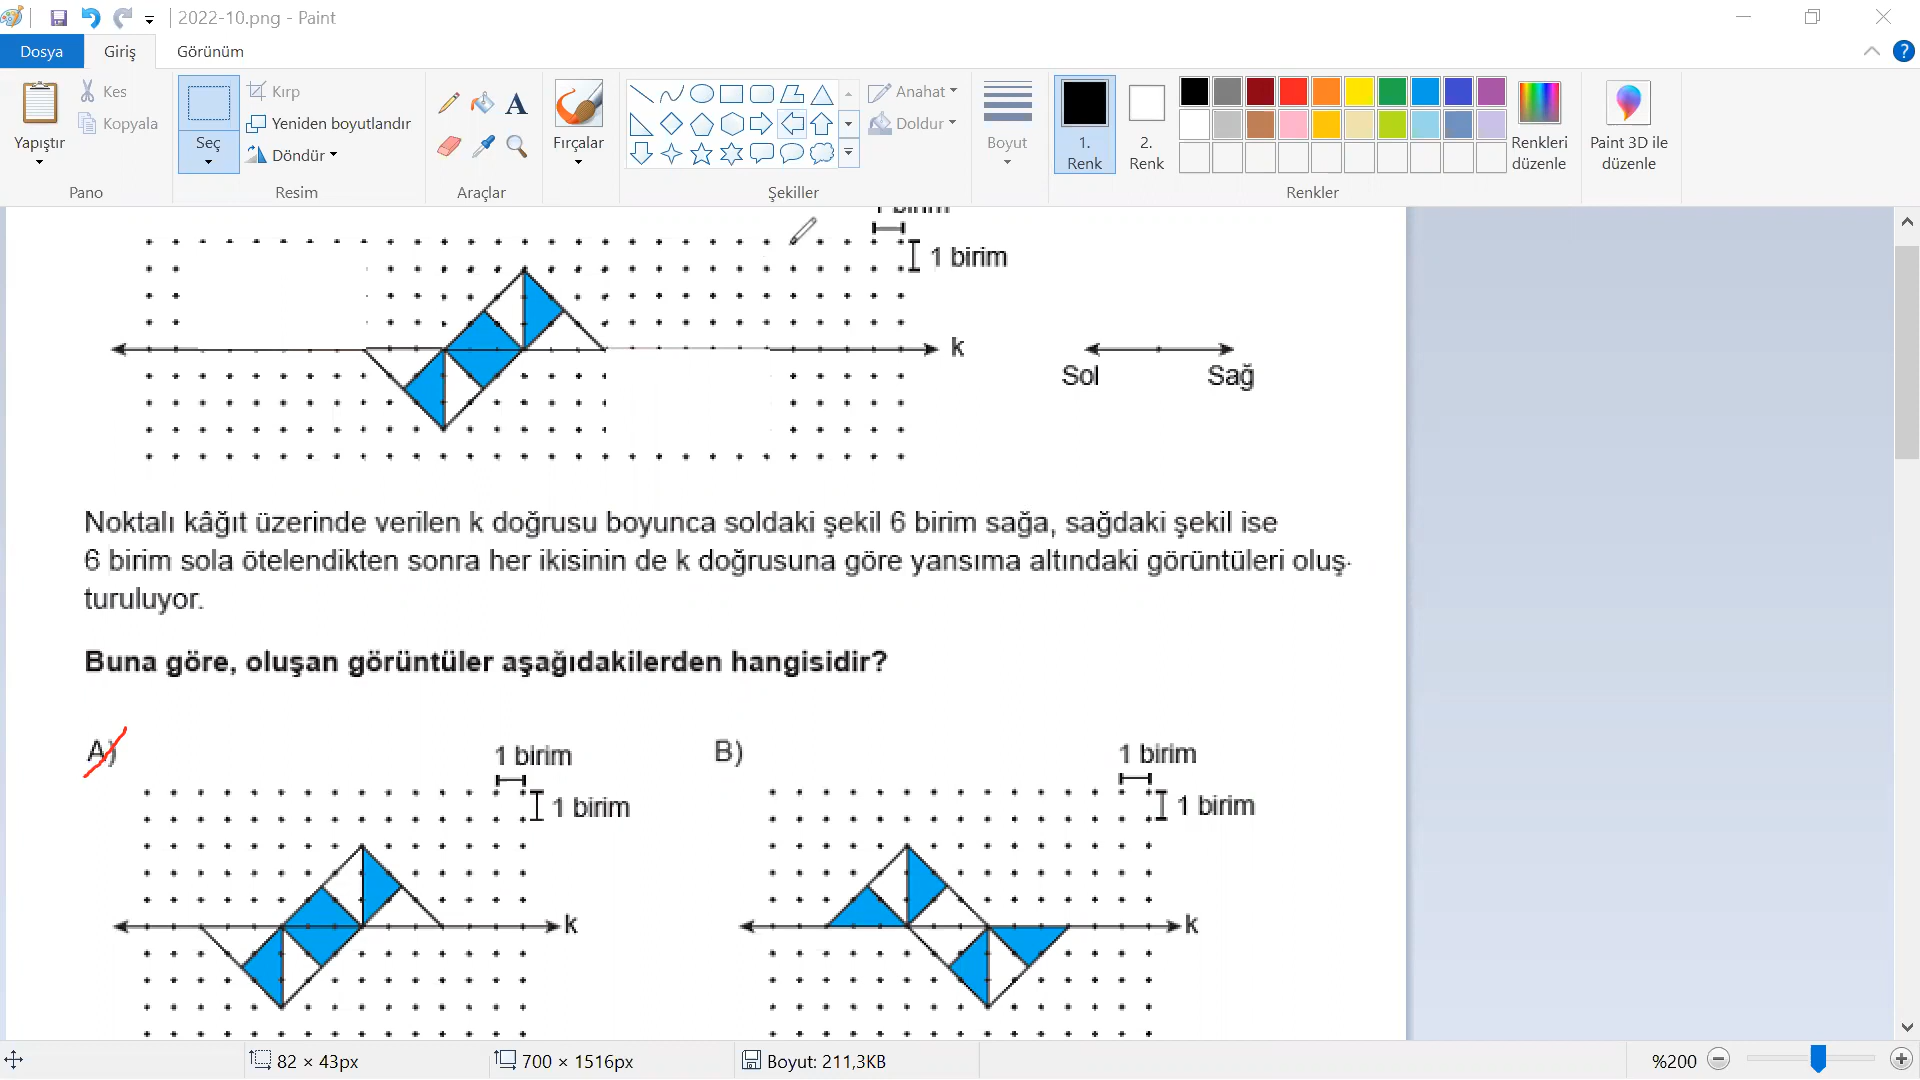 2022-10.png - Paint
Dosya
Giriş
Görünüm
?
Yapıştır
Kes
Kopyala
Pano
Seç
Kırp
Yeniden boyutlandır
Döndür
Resim
A
Araçlar
Fırçalar
Şekiller
Anahat
Doldur
Boyut
1.
Renk
2.
Renk
Renkleri
düzenle
Paint 3D ile
düzenle
Renkler
1 birim
1 birim
k
Sol
Sağ
Noktalı kâğıt üzerinde verilen k doğrusu boyunca soldaki şekil 6 birim sağa, sağdaki şekil ise
6 birim sola ötelendikten sonra her ikisinin de k doğrusuna göre yansıma altındaki görüntüleri oluş-
turuluyor.
Buna göre, oluşan görüntüler aşağıdakilerden hangisidir?
A)
1 birim
1 birim
k
B)
1 birim
1 birim
k
82 × 43px
700 × 1516px
Boyut: 211,3KB
%200